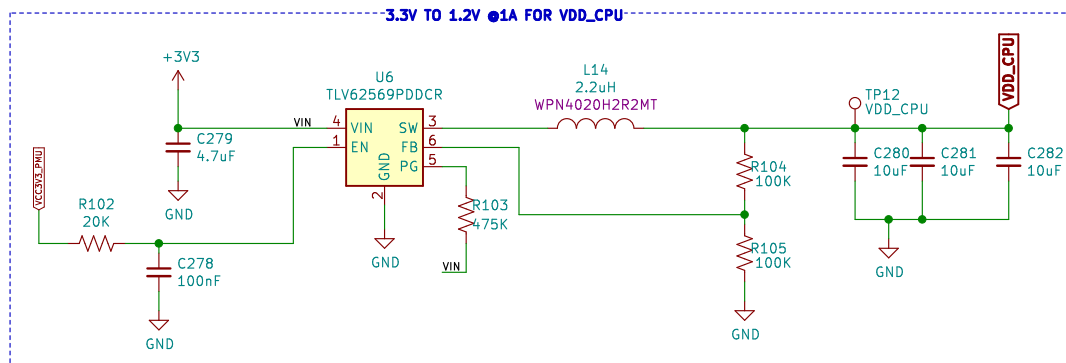 3.3V TO 1.2V @1A FOR VDD_CPU
+3V3
U6
TLV62569PDDCR
L14
2.2uH
WPN4020H2R2MT
TP12
VDD_CPU
VDD_CPU
VIN
4
VIN
1
EN
SW
3
FB
6
PG
5
GND
2
C279
4.7uF
GND
VCC3V3_PMU
R102
20K
C278
100nF
GND
GND
R103
475K
VIN
R104
100K
R105
100K
GND
C280
10uF
C281
10uF
C282
10uF
GND